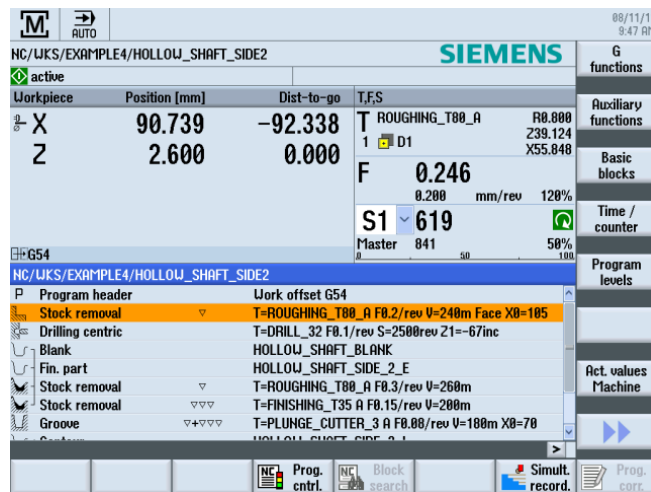 M AUTO
08/11/1
9:47 AM
NC/WKS/EXAMPLE4/HOLLOW_SHAFT_SIDE2
SIEMENS
G functions
active
Workpiece Position [mm] Dist-to-go T,F,S
X 90.739 -92.338
Z 2.600 0.000
T ROUGHING_T80_A R0.800
1 D1 Z39.124
X55.848
F 0.246
0.200 mm/rev 120%
S1 619
Master 841 50%
0 50 100
G54
Auxiliary functions
Basic blocks
Time / counter
Program levels
Act. values Machine
NC/WKS/EXAMPLE4/HOLLOW_SHAFT_SIDE2
P Program header Work offset G54
Stock removal ▽ T=ROUGHING_T80_A F0.2/rev V=240m Face X0=105
Drilling centric T=DRILL_32 F0.1/rev S=2500rev Z1=-67inc
Blank HOLLOW_SHAFT_BLANK
Fin. part HOLLOW_SHAFT_SIDE_2_E
Stock removal ▽ T=ROUGHING_T80_A F0.3/rev V=260m
Stock removal ▽▽▽ T=FINISHING_T35 A F0.15/rev V=200m
Groove ▽+▽▽▽ T=PLUNGE_CUTTER_3 A F0.08/rev V=180m X0=70
>
NC Prog. cntrl.
NC Block search
Simult. record.
Prog. corr.